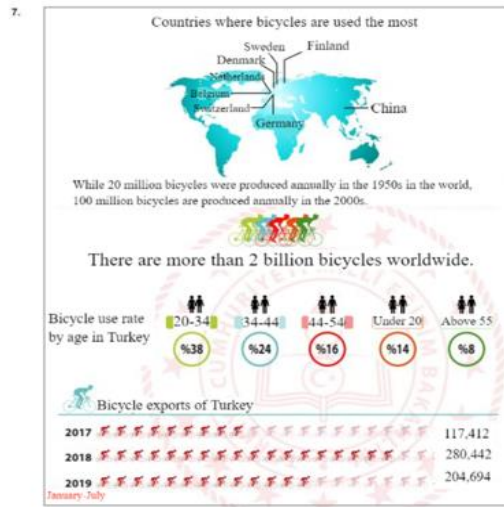 7.
Countries where bicycles are used the most
Sweden
Finland
Denmark
Netherlands
Belgium
China
Germany
While 20 million bicycles were produced annually in the 1950s in the world,
100 million bicycles are produced annually in the 2000s.
There are more than 2 billion bicycles worldwide.
Bicycle use rate
by age in Turkey
20-34 34-44 44-54 Under 20 Above 55
%38 %24 %16 %14 %8
Bicycle exports of Turkey
2017 117,412
2018 280,442
2019 204,694
January-July